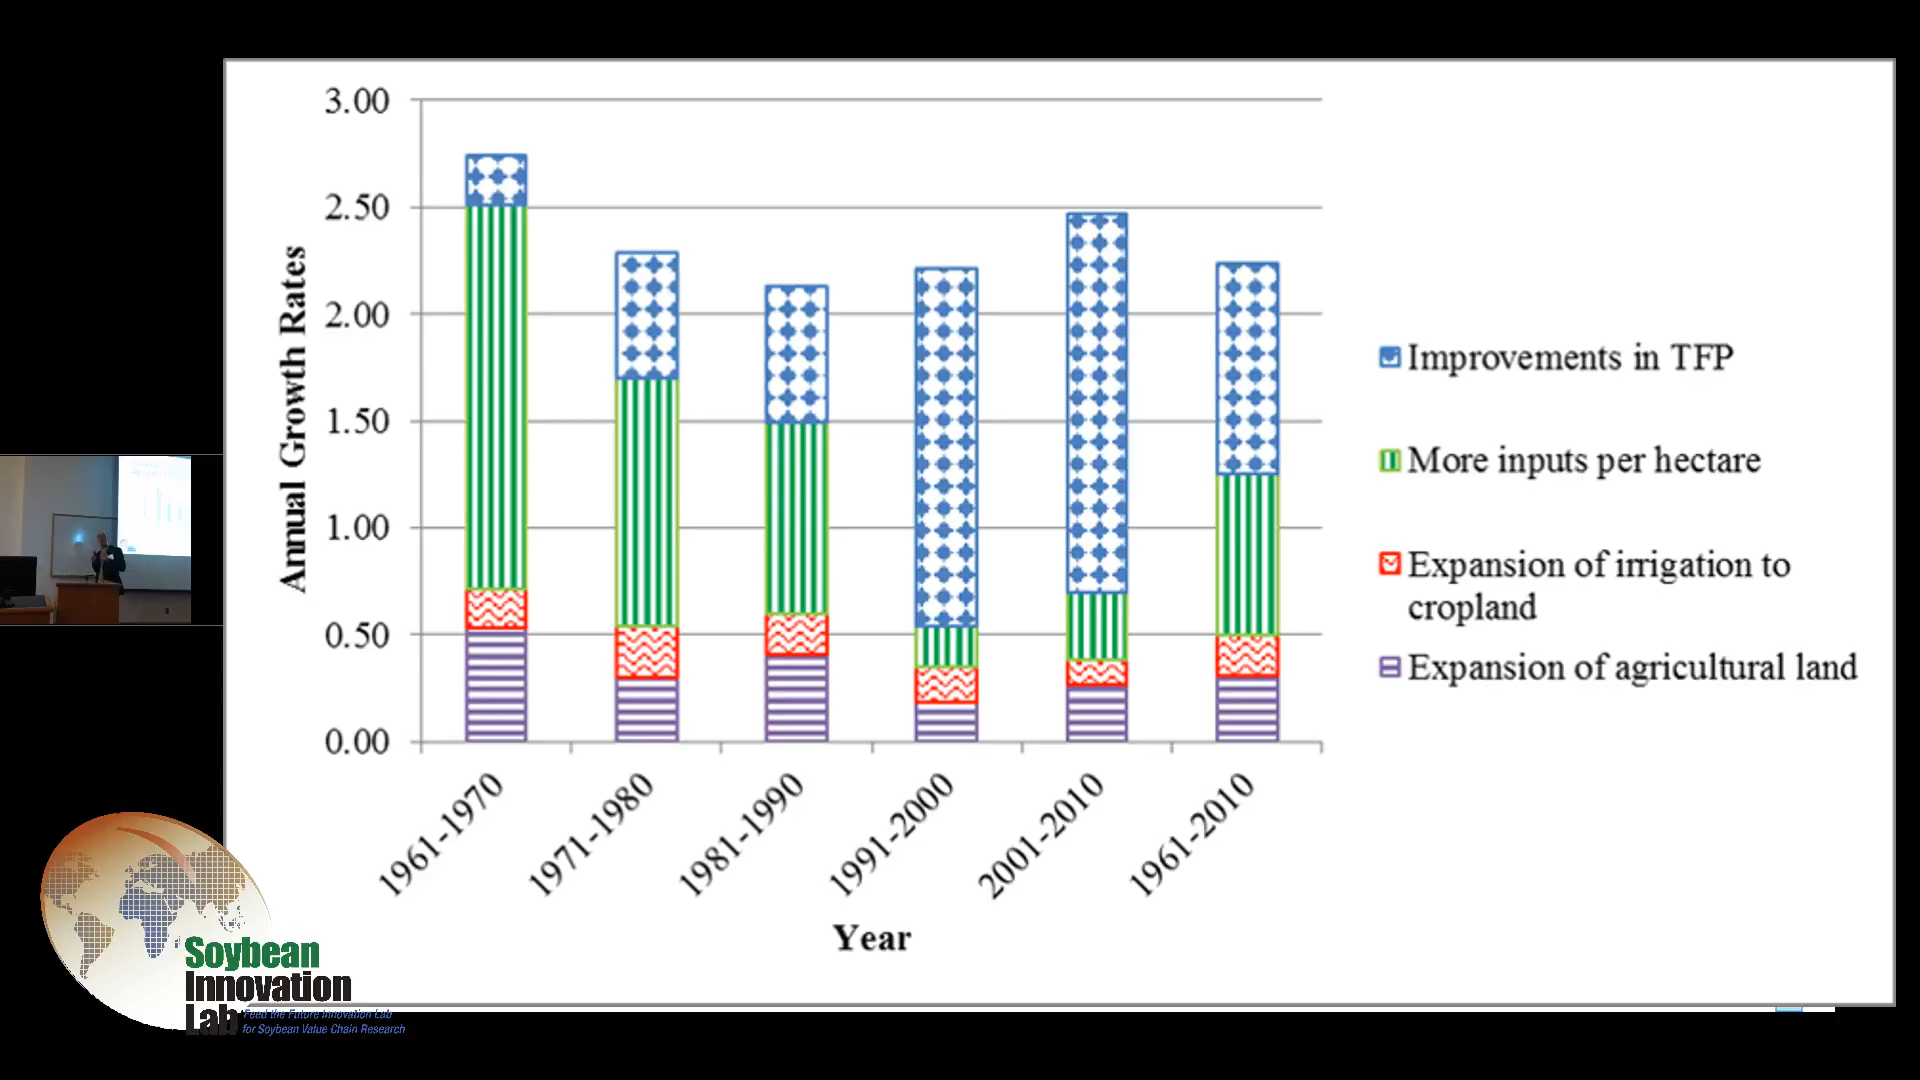 3.00
2.50
2.00
1.50
1.00
0.50
0.00
Annual Growth Rates
1961-1970
1971-1980
1981-1990
1991-2000
2001-2010
1961-2010
Year
Improvements in TFP
More inputs per hectare
Expansion of irrigation to
cropland
Expansion of agricultural land
Soybean
Innovation
Lab
Feed the Future Innovation Lab
for Soybean Value Chain Research